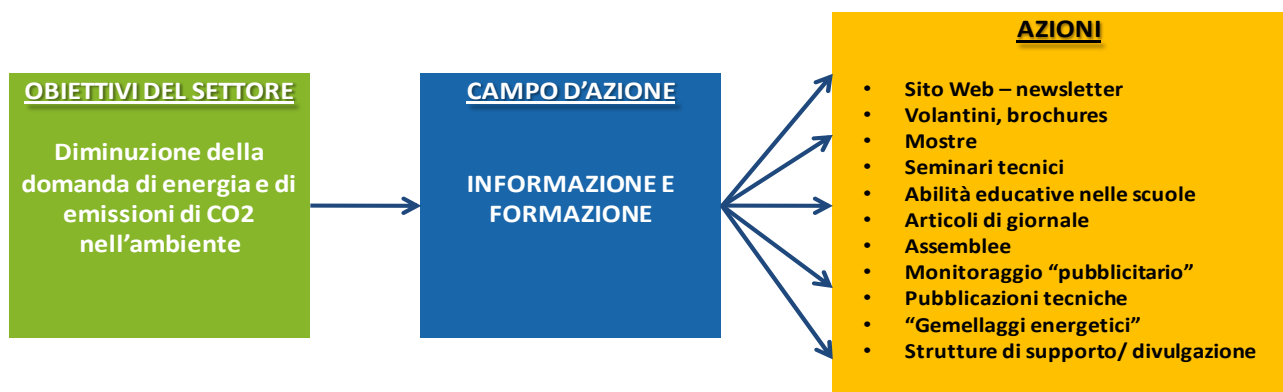 OBIETTIVI DEL SETTORE
Diminuzione della
domanda di energia e di
emissioni di CO2
nell’ambiente
CAMPO D’AZIONE
INFORMAZIONE E
FORMAZIONE
AZIONI
• Sito Web – newsletter
• Volantini, brochures
• Mostre
• Seminari tecnici
• Abilità educative nelle scuole
• Articoli di giornale
• Assemblee
• Monitoraggio “pubblicitario”
• Pubblicazioni tecniche
• “Gemellaggi energetici”
• Strutture di supporto/ divulgazione